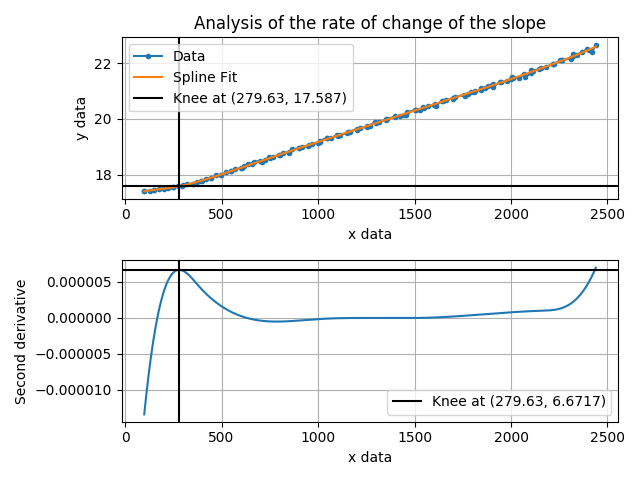 Analysis of the rate of change of the slope
Data
Spline Fit
Knee at (279.63, 17.587)
22
20
18
y data
0 500 1000 1500 2000 2500
x data
0.000005
0.000000
−0.000005
−0.000010
Second derivative
Knee at (279.63, 6.6717)
0 500 1000 1500 2000 2500
x data